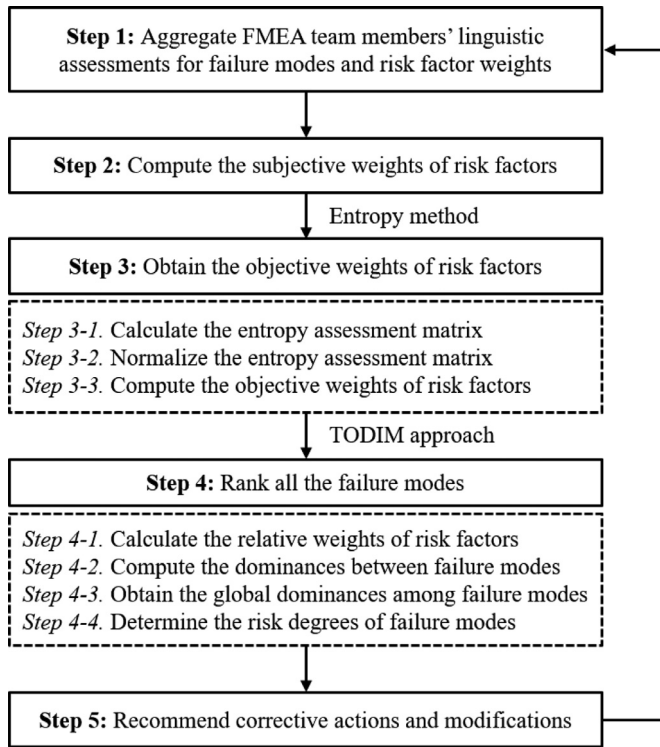 Step 1: Aggregate FMEA team members’ linguistic
assessments for failure modes and risk factor weights
Step 2: Compute the subjective weights of risk factors
Entropy method
Step 3: Obtain the objective weights of risk factors
Step 3-1. Calculate the entropy assessment matrix
Step 3-2. Normalize the entropy assessment matrix
Step 3-3. Compute the objective weights of risk factors
TODIM approach
Step 4: Rank all the failure modes
Step 4-1. Calculate the relative weights of risk factors
Step 4-2. Compute the dominances between failure modes
Step 4-3. Obtain the global dominances among failure modes
Step 4-4. Determine the risk degrees of failure modes
Step 5: Recommend corrective actions and modifications